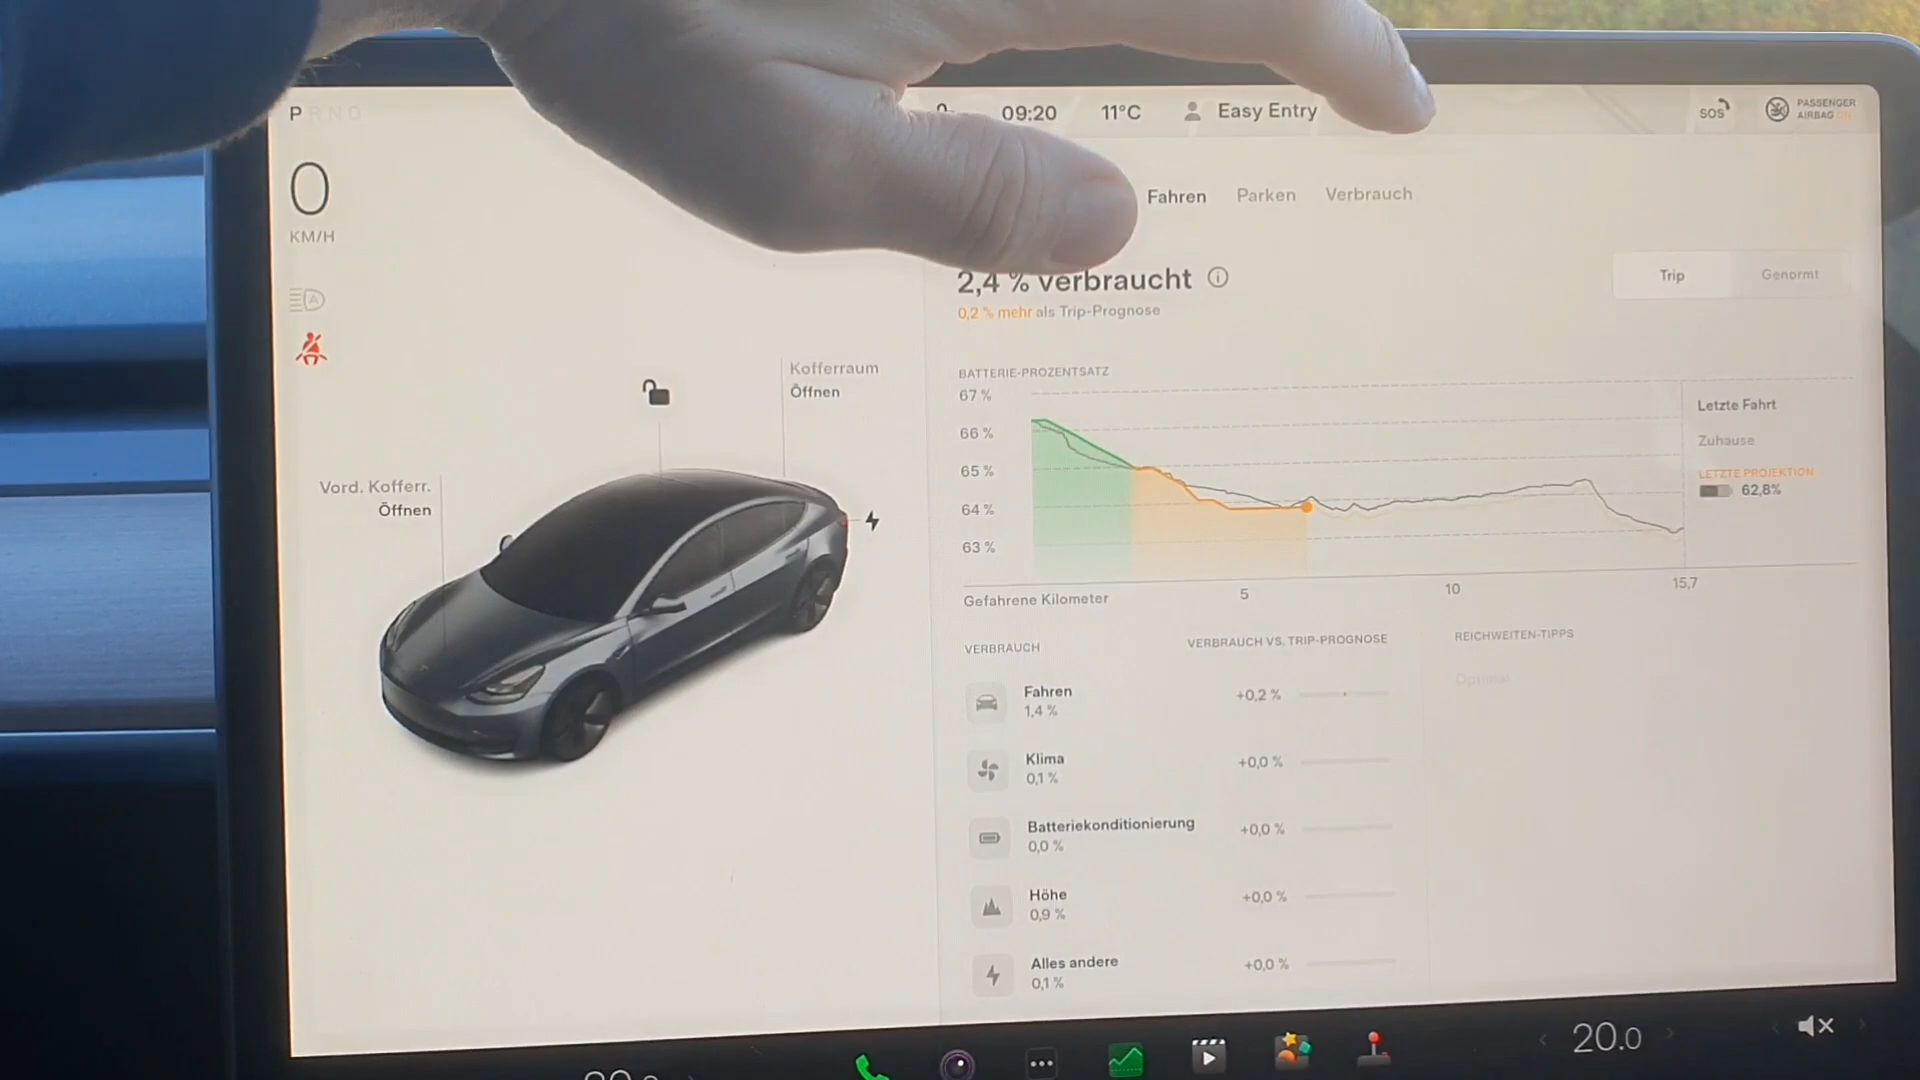 P R N D
09:20
11°C
Easy Entry
SOS
PASSENGER
AIRBAG ON
0
KM/H
A
Fahren
Parken
Verbrauch
2,4 % verbraucht
0,2 % mehr als Trip-Prognose
Trip
Genormt
Kofferraum
Öffnen
Vord. Kofferr.
Öffnen
BATTERIE-PROZENTSATZ
67 %
66 %
65 %
64 %
63 %
Letzte Fahrt
Zuhause
LETZTE PROJEKTION
62,8%
Gefahrene Kilometer
5
10
15,7
VERBRAUCH
VERBRAUCH VS. TRIP-PROGNOSE
REICHWEITEN-TIPPS
Optimal
Fahren
1,4 %
+0,2 %
Klima
0,1 %
+0,0 %
Batteriekonditionierung
0,0 %
+0,0 %
Höhe
0,9 %
+0,0 %
Alles andere
0,1 %
+0,0 %
20.0